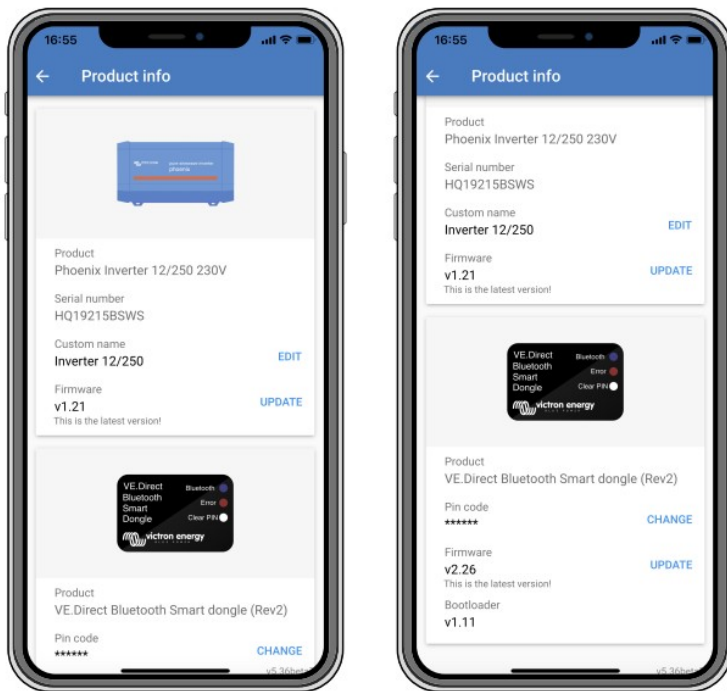 16:55
Product info
phoenix
Product
Phoenix Inverter 12/250 230V
Serial number
HQ19215BSWS
Custom name
Inverter 12/250
EDIT
Firmware
v1.21
UPDATE
This is the latest version!
VE.Direct
Bluetooth
Smart
Dongle
Bluetooth
Error
Clear PIN
victron energy
BLUE POWER
Product
VE.Direct Bluetooth Smart dongle (Rev2)
Pin code
******
CHANGE
16:55
Product info
Product
Phoenix Inverter 12/250 230V
Serial number
HQ19215BSWS
Custom name
Inverter 12/250
EDIT
Firmware
v1.21
UPDATE
This is the latest version!
VE.Direct
Bluetooth
Smart
Dongle
Bluetooth
Error
Clear PIN
victron energy
BLUE POWER
Product
VE.Direct Bluetooth Smart dongle (Rev2)
Pin code
******
CHANGE
Firmware
v2.26
UPDATE
This is the latest version!
Bootloader
v1.11